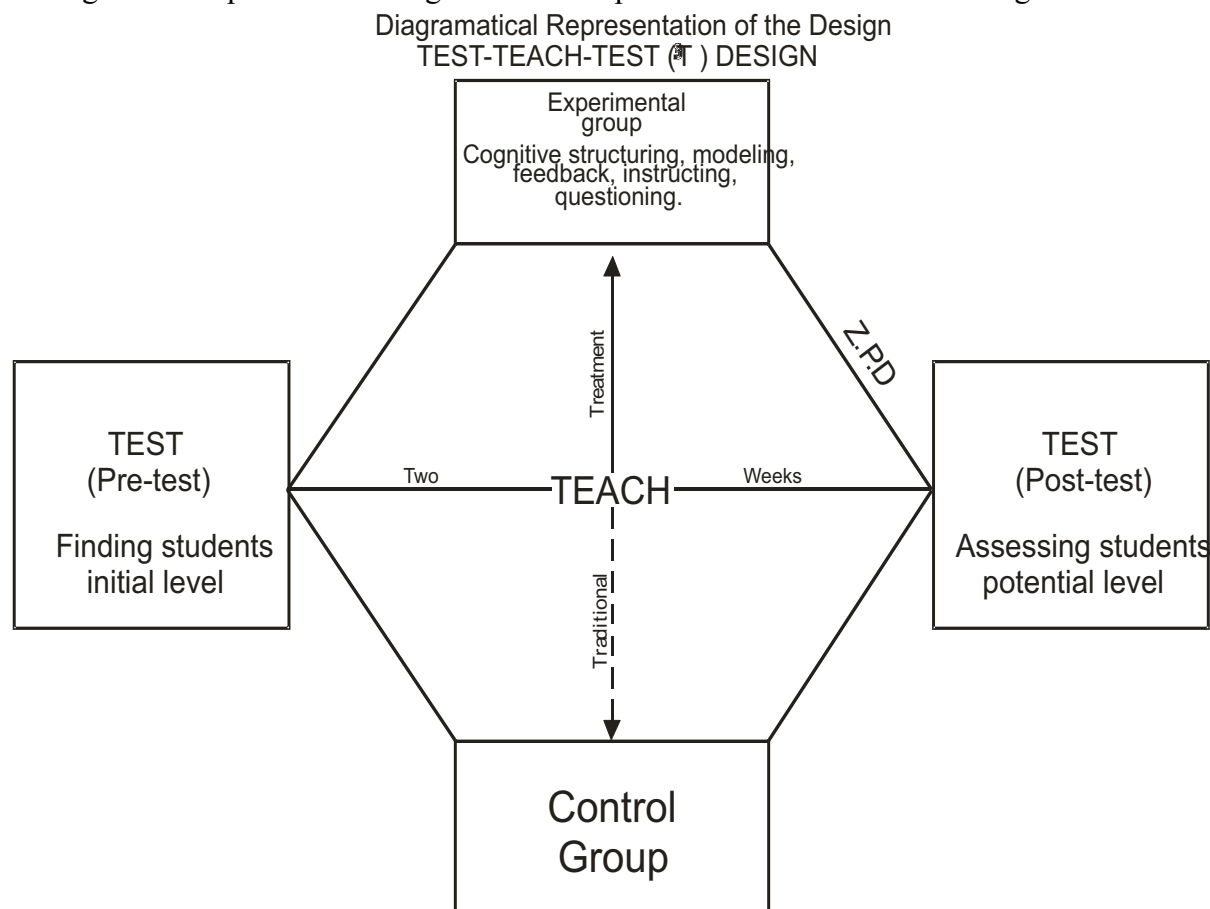 Diagramatical Representation of the Design
TEST-TEACH-TEST (T ) DESIGN
Experimental
group
Cognitive structuring, modeling,
feedback, instructing,
questioning.
Treatment
Z.P.D
TEST
(Pre-test)
Finding students
initial level
Two
TEACH
Weeks
TEST
(Post-test)
Assessing students
potential level
Traditional
Control
Group